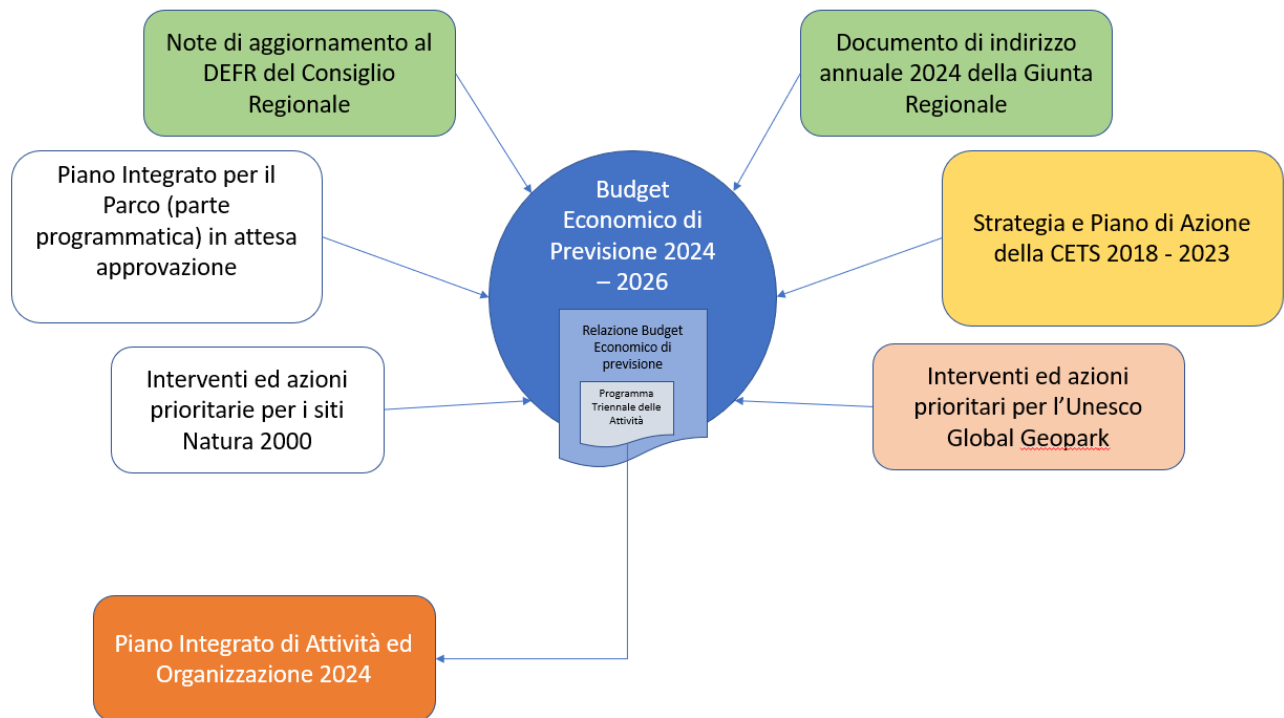 Note di aggiornamento al
DEFR del Consiglio
Regionale
Documento di indirizzo
annuale 2024 della Giunta
Regionale
Piano Integrato per il
Parco (parte
programmatica) in attesa
approvazione
Budget
Economico di
Previsione 2024
– 2026
Strategia e Piano di Azione
della CETS 2018 - 2023
Relazione Budget
Economico di
previsione
Programma
Triennale delle
Attività
Interventi ed azioni
prioritarie per i siti
Natura 2000
Interventi ed azioni
prioritari per l’Unesco
Global Geopark
Piano Integrato di Attività ed
Organizzazione 2024